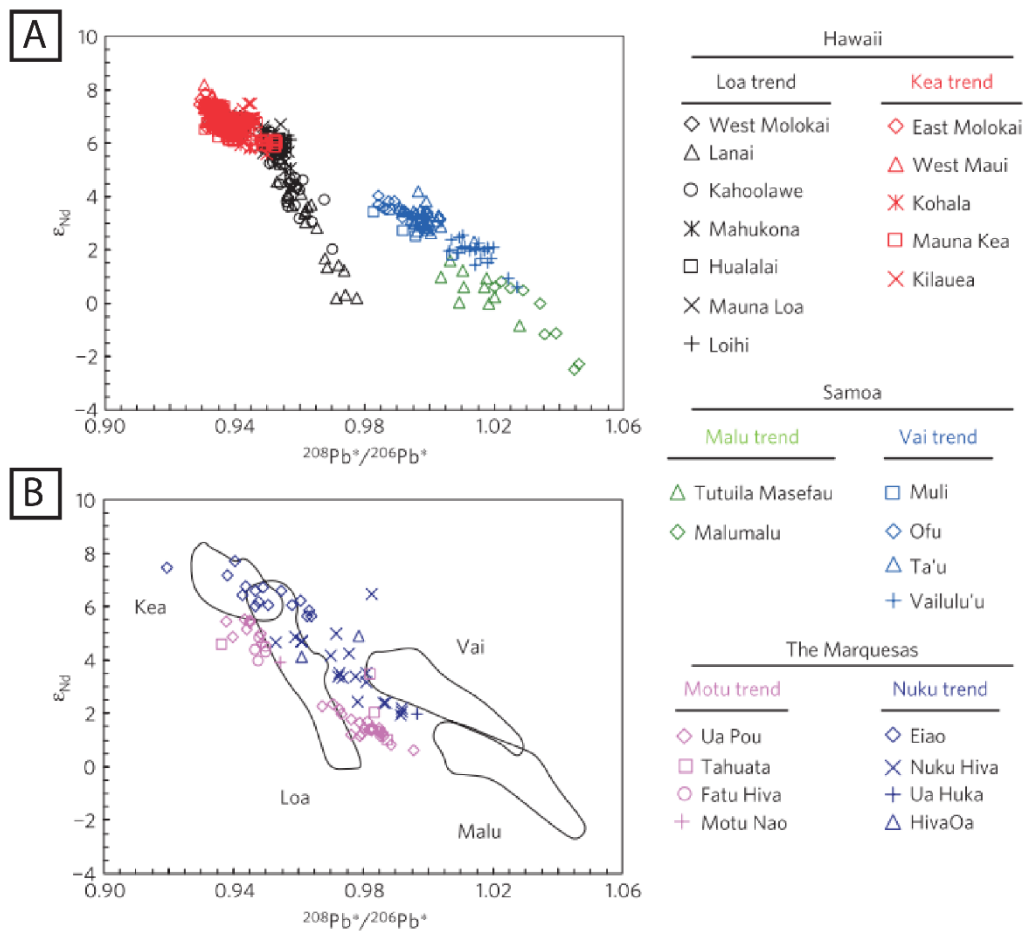 A
10
8
6
4
2
0
−2
−4
εNd
0.90
0.94
0.98
1.02
1.06
²⁰⁸Pb*/²⁰⁶Pb*
Hawaii
Loa trend
Kea trend
West Molokai
East Molokai
Lanai
West Maui
Kahoolawe
Kohala
Mahukona
Mauna Kea
Hualalai
Kilauea
Mauna Loa
Loihi
Samoa
Malu trend
Vai trend
Tutuila Masefau
Muli
Malumalu
Ofu
Ta'u
Vailulu'u
The Marquesas
Motu trend
Nuku trend
Ua Pou
Eiao
Tahuata
Nuku Hiva
Fatu Hiva
Ua Huka
Motu Nao
HivaOa
B
10
8
6
4
2
0
−2
−4
εNd
Kea
Vai
Loa
Malu
0.90
0.94
0.98
1.02
1.06
²⁰⁸Pb*/²⁰⁶Pb*